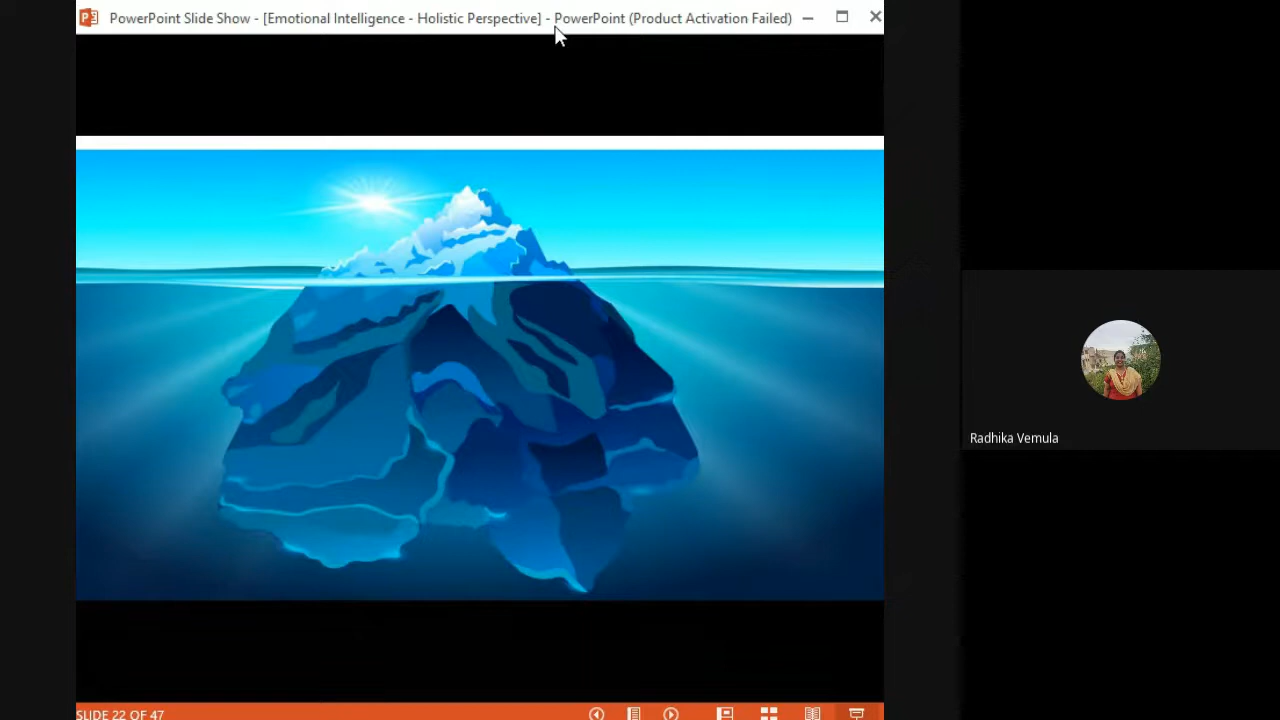 PowerPoint Slide Show - [Emotional Intelligence - Holistic Perspective] - PowerPoint (Product Activation Failed)
Radhika Vemula
SLIDE 22 OF 47